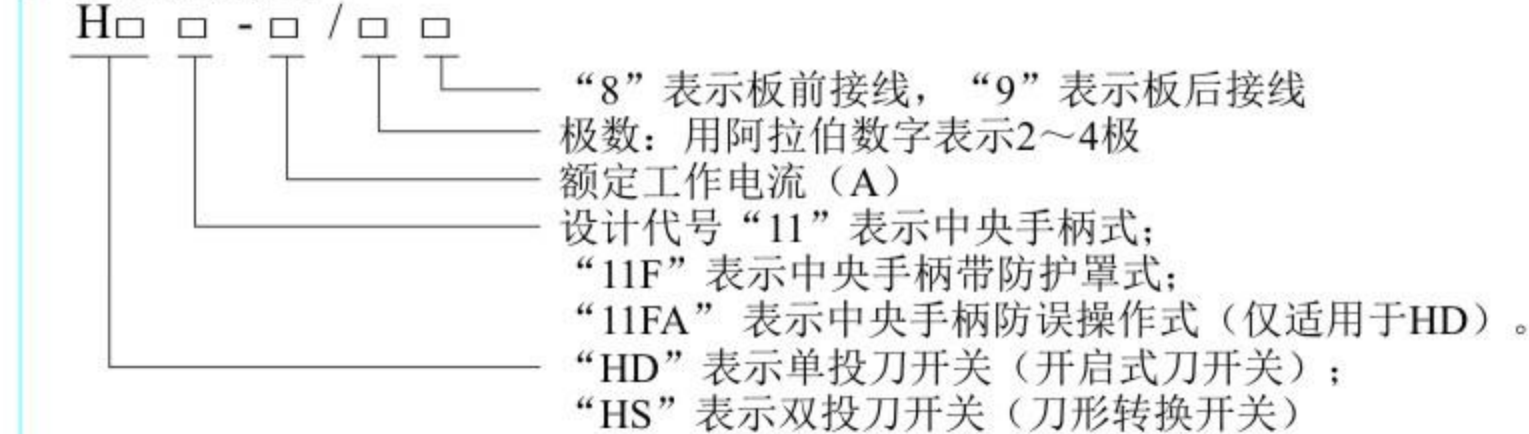 H□ □ - □ / □ □
“8”表示板前接线，“9”表示板后接线
极数：用阿拉伯数字表示2～4极
额定工作电流（A）
设计代号“11”表示中央手柄式；
“11F”表示中央手柄带防护罩式；
“11FA” 表示中央手柄防误操作式（仅适用于HD）。
“HD”表示单投刀开关（开启式刀开关）；
“HS”表示双投刀开关（刀形转换开关）